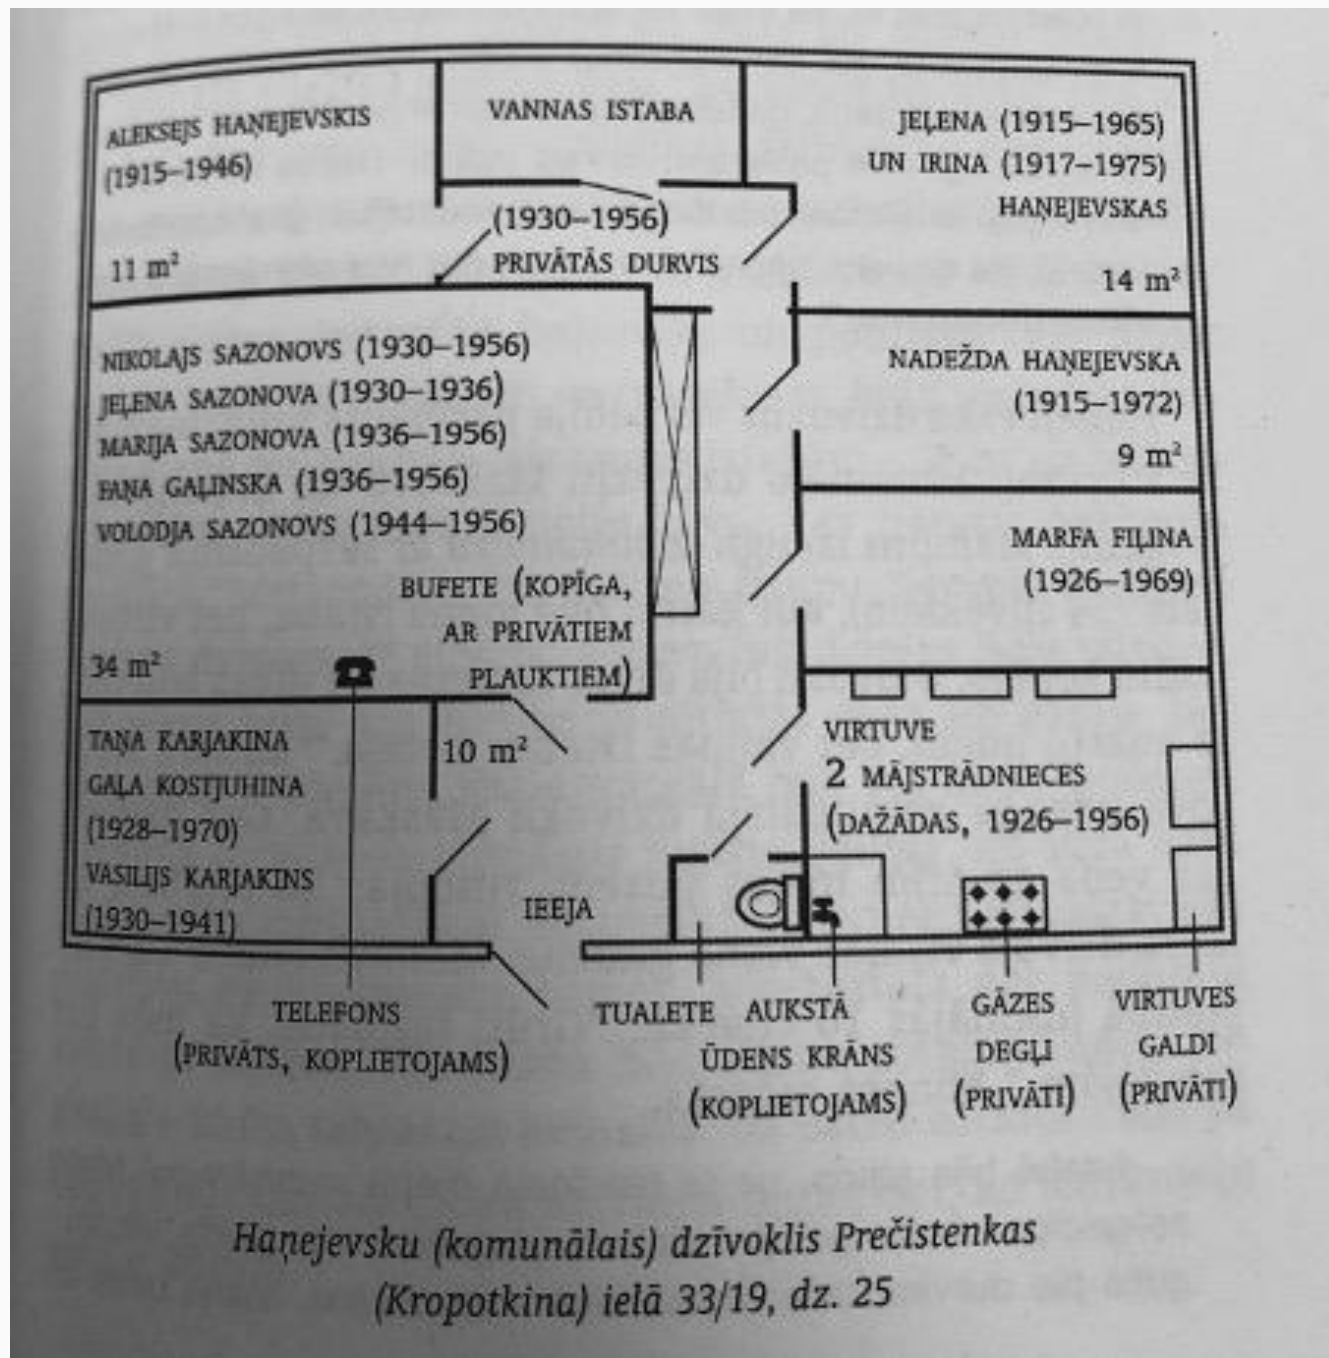 ALEKSEJS HAŅEJEVSKIS
(1915–1946)
11 m²
VANNAS ISTABA
(1930–1956)
PRIVĀTĀS DURVIS
JEĻENA (1915–1965)
UN IRINA (1917–1975)
HAŅEJEVSKAS
14 m²
NIKOLAJS SAZONOVS (1930–1956)
JEĻENA SAZONOVA (1930–1936)
MARIJA SAZONOVA (1936–1956)
FAŅA GAĻINSKA (1936–1956)
VOLODJA SAZONOVS (1944–1956)
BUFETE (KOPĪGA,
AR PRIVĀTIEM
PLAUKTIEM)
34 m²
NADEŽDA HAŅEJEVSKA
(1915–1972)
9 m²
MARFA FIĻINA
(1926–1969)
TAŅA KARJAKINA
GAĻA KOSTJUHINA
(1928–1970)
VASILIJS KARJAKINS
(1930–1941)
10 m²
IEEJA
VIRTUVE
2 MĀJSTRĀDNIECES
(DAŽĀDAS, 1926–1956)
TELEFONS
(PRIVĀTS, KOPLIETOJAMS)
TUALETE
AUKSTĀ
ŪDENS KRĀNS
(KOPLIETOJAMS)
GĀZES
DEGĻI
(PRIVĀTI)
VIRTUVES
GALDI
(PRIVĀTI)
Haņejevsku (komunālais) dzīvoklis Prečistenkas
(Kropotkina) ielā 33/19, dz. 25